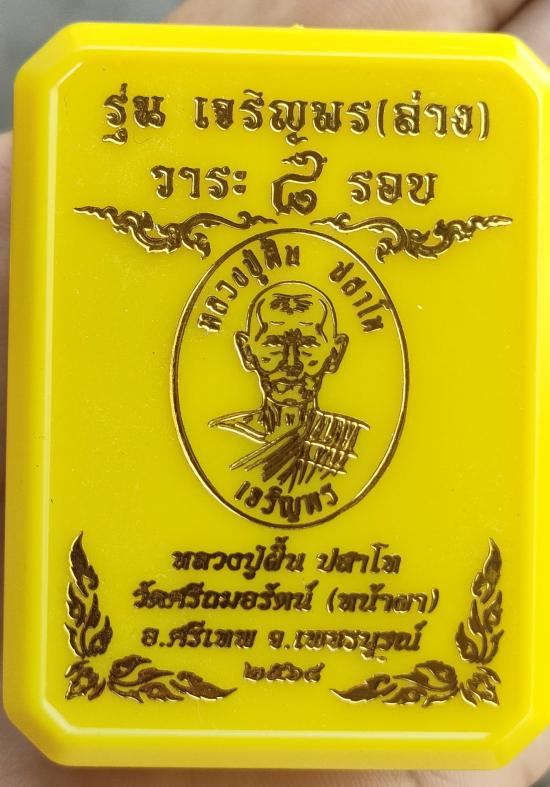 รุ่น เจริญพร(ล่าง)
วาระ ๘ รอบ
หลวงปู่ฝั้น ปสาโท
เจริญพร
หลวงปู่ฝั้น ปสาโท
วัดศรีถมอรัตน์ (หน้าผา)
อ.ศรีเทพ จ.เพชรบูรณ์
๒๕๖๘